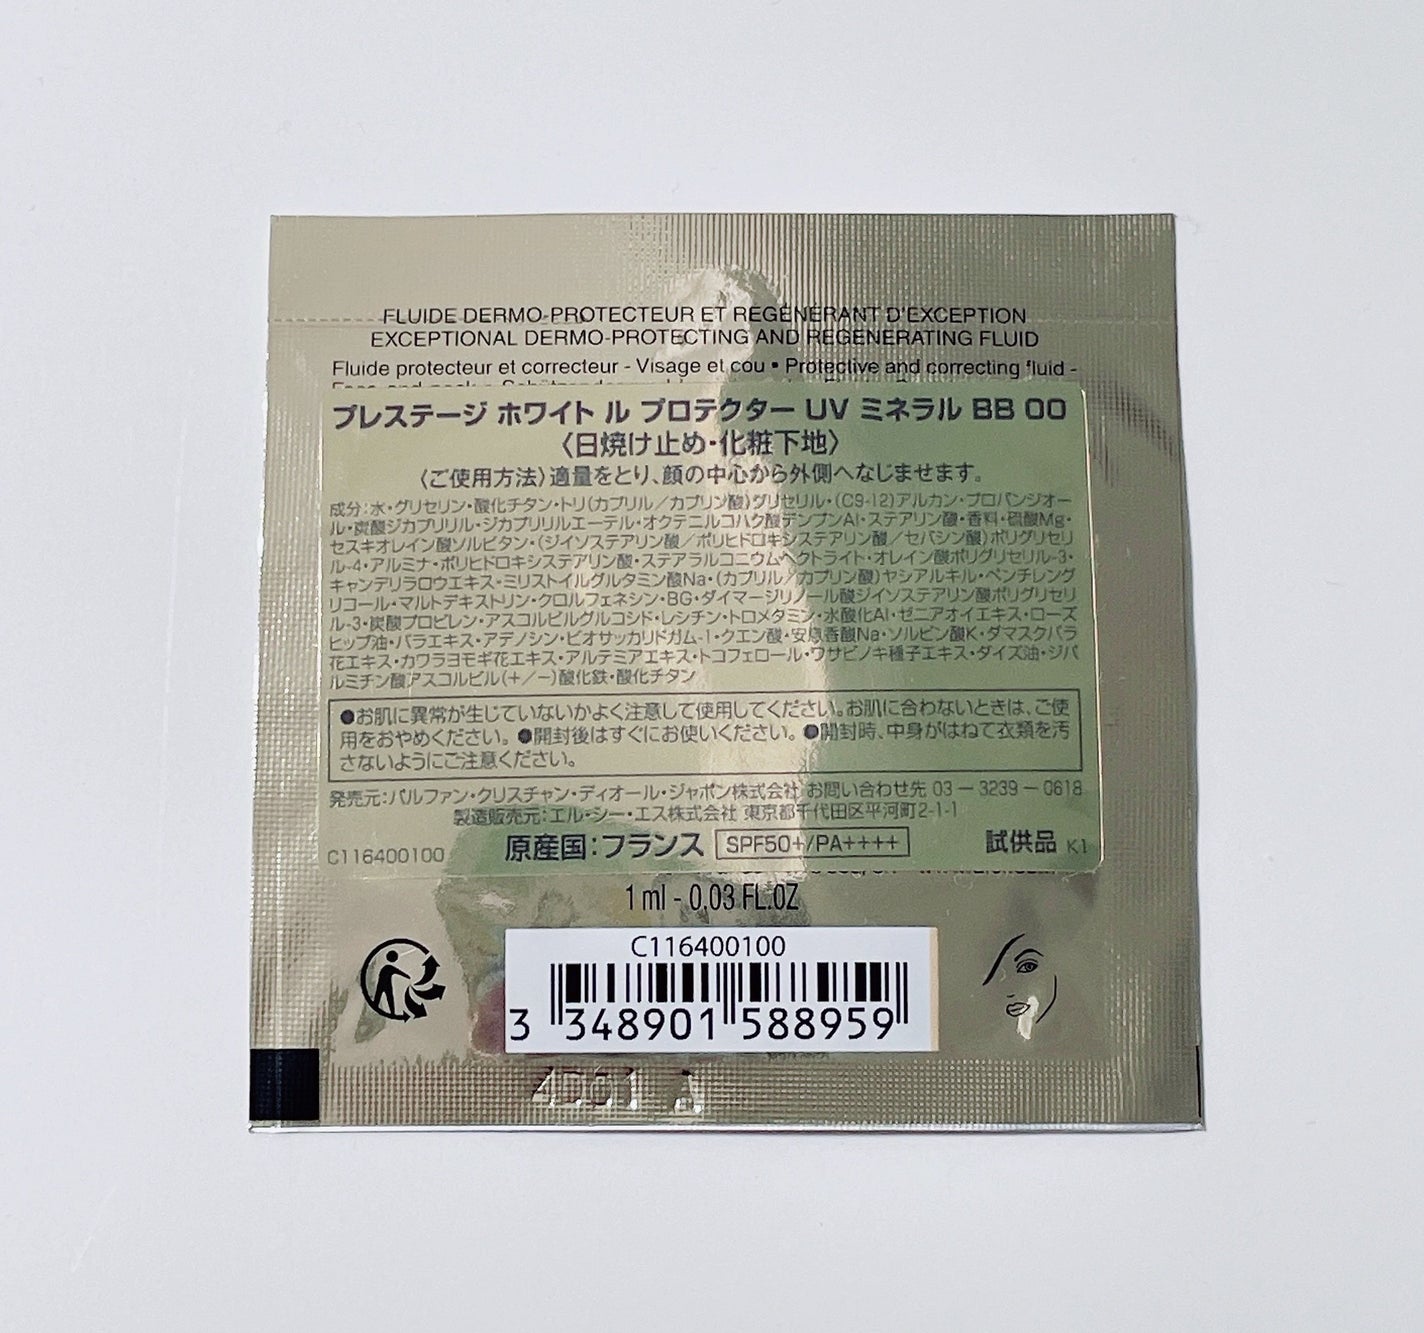 FLUIDE DERMO-PROTECTEUR ET RÉGÉNÉRANT D'EXCEPTION
EXCEPTIONAL DERMO-PROTECTING AND REGENERATING FLUID
Fluide protecteur et correcteur - Visage et cou • Protective and correcting fluid -
プレステージ ホワイト ル プロテクター UV ミネラル BB 00
〈日焼け止め・化粧下地〉
〈ご使用方法〉適量をとり、顔の中心から外側へなじませます。
成分：水・グリセリン・酸化チタン・トリ(カプリル／カプリン酸)グリセリル・(C9-12)アルカン・プロパンジオー
ル・炭酸ジカプリリル・ジカプリリルエーテル・オクテニルコハク酸デンプンAl・ステアリン酸・香料・硫酸Mg・
セスキオレイン酸ソルビタン・(ジイソステアリン酸／ポリヒドロキシステアリン酸／セバシン酸)ポリグリセリ
ル-4・アルミナ・ポリヒドロキシステアリン酸・ステアラルコニウムヘクトライト・オレイン酸ポリグリセリル-3・
キャンデリラロウエキス・ミリストイルグルタミン酸Na・(カプリル／カプリン酸)ヤシアルキル・ペンチレング
リコール・マルトデキストリン・クロルフェネシン・BG・ダイマージリノール酸ジイソステアリン酸ポリグリセリ
ル-3・炭酸プロピレン・アスコルビルグルコシド・レシチン・トロメタミン・水酸化Al・ゼニアオイエキス・ローズ
ヒップ油・バラエキス・アデノシン・ビオサッカリドガム-1・クエン酸・安息香酸Na・ソルビン酸K・ダマスクバラ
花エキス・カワラヨモギ花エキス・アルテミアエキス・トコフェロール・ワサビノキ種子エキス・ダイズ油・ジパ
ルミチン酸アスコルビル(+／−)酸化鉄・酸化チタン
●お肌に異常が生じていないかよく注意して使用してください。お肌に合わないときは、ご使
用をおやめください。●開封後はすぐにお使いください。●開封時、中身がはねて衣類を汚
さないようにご注意ください。
発売元：パルファン・クリスチャン・ディオール・ジャポン株式会社 お問い合わせ先 03－3239－0618
製造販売元：エル・シー・エス株式会社 東京都千代田区平河町2-1-1
C116400100 原産国：フランス SPF50+/PA++++ 試供品 K1
1 ml - 0,03 FL.OZ
C116400100
3 348901 588959
4D01 A